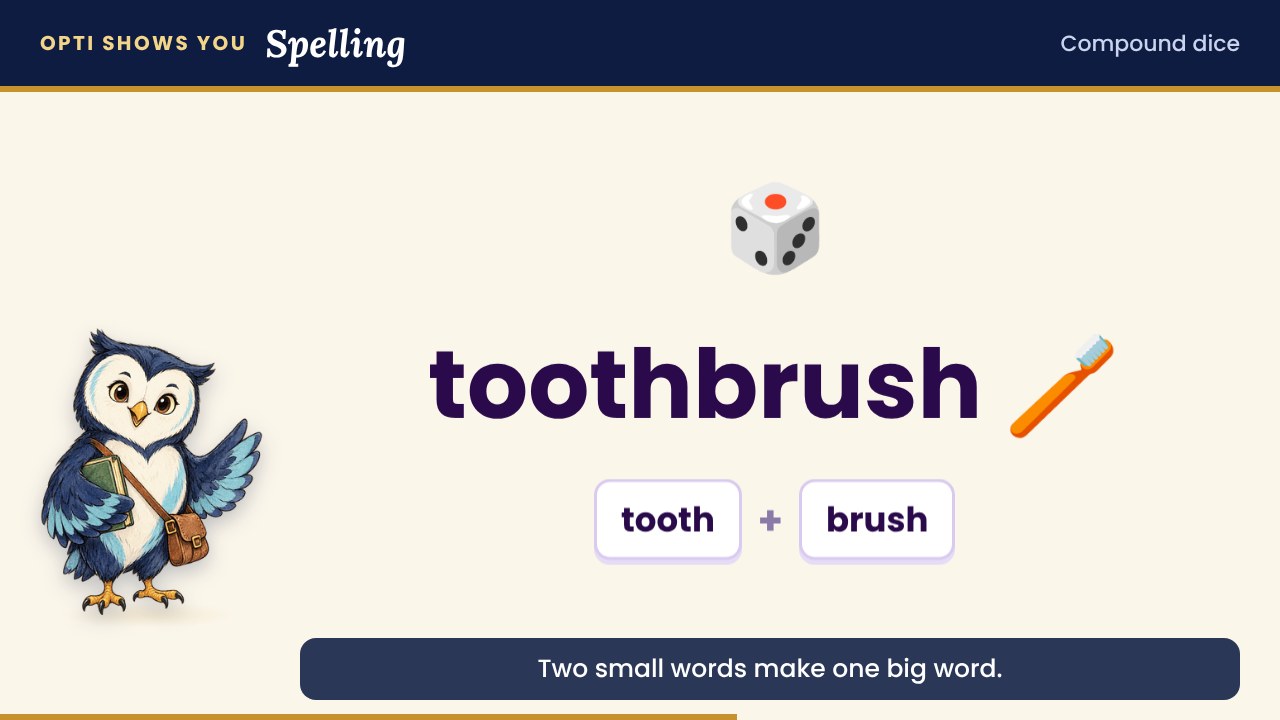 OPTI SHOWS YOU Spelling
Compound dice
toothbrush
tooth + brush
Two small words make one big word.